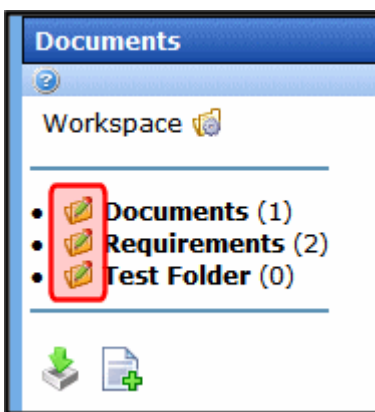 Documents
Workspace
• Documents (1)
• Requirements (2)
• Test Folder (0)